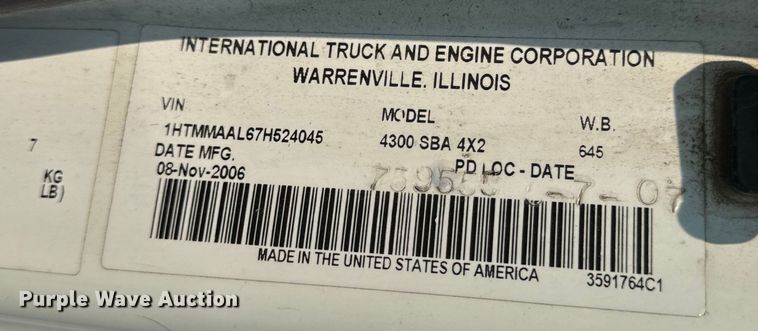 INTERNATIONAL TRUCK AND ENGINE CORPORATION
WARRENVILLE, ILLINOIS
VIN MODEL W.B.
1HTMMAAL67H524045 4300 SBA 4X2 645
DATE MFG. PD LOC - DATE
08-Nov-2006
7
KG
LB)
MADE IN THE UNITED STATES OF AMERICA 3591764C1
Purple Wave Auction